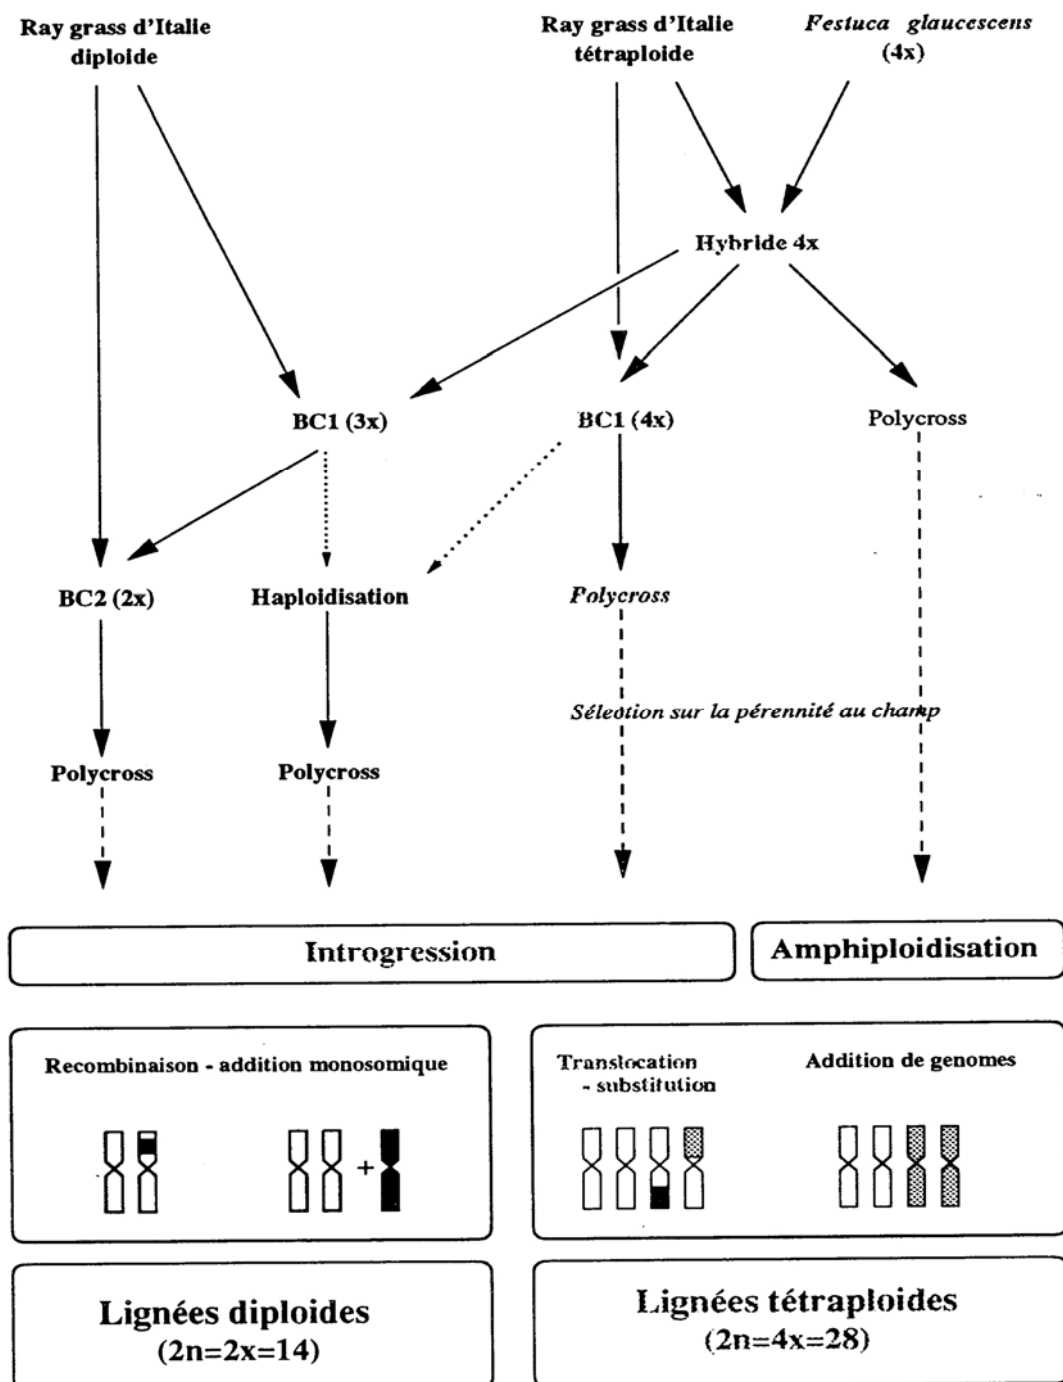 Ray grass d'Italie
diploide
Ray grass d'Italie
tétraploide
Festuca glaucescens
(4x)
Hybride 4x
BC1 (3x)
BC1 (4x)
Polycross
BC2 (2x)
Haploidisation
Polycross
Sélection sur la pérennité au champ
Polycross
Polycross
Introgression
Amphiploidisation
Recombinaison - addition monosomique
Translocation
- substitution
Addition de genomes
+
Lignées diploides
(2n=2x=14)
Lignées tétraploides
(2n=4x=28)